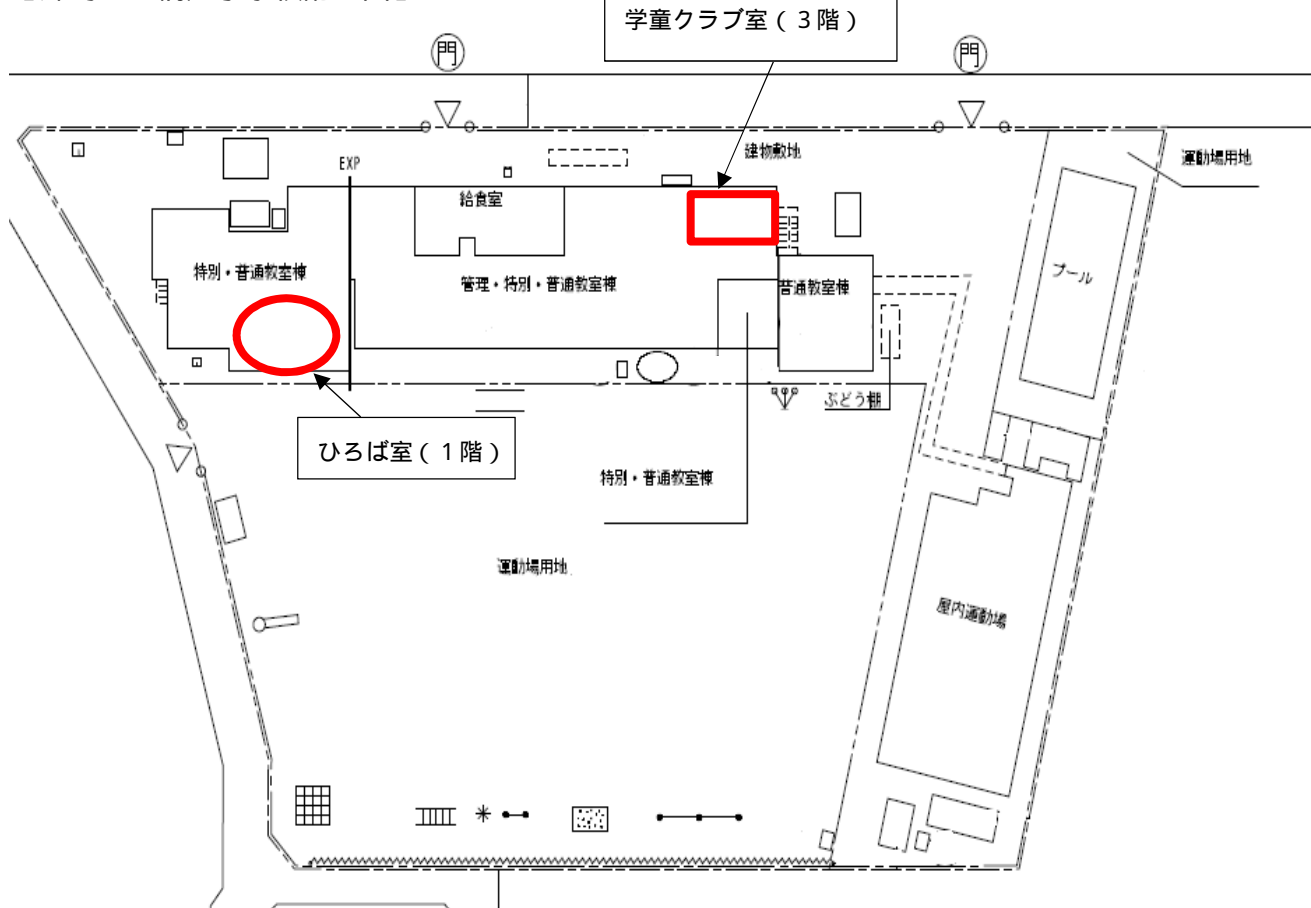 学童クラブ室(3階)
門
門
建物敷地
運動場用地
EXP
給食室
プール
特別・普通教室棟
管理・特別・普通教室棟
普通教室棟
ぶどう棚
ひろば室(1階)
特別・普通教室棟
運動場用地
屋内運動場